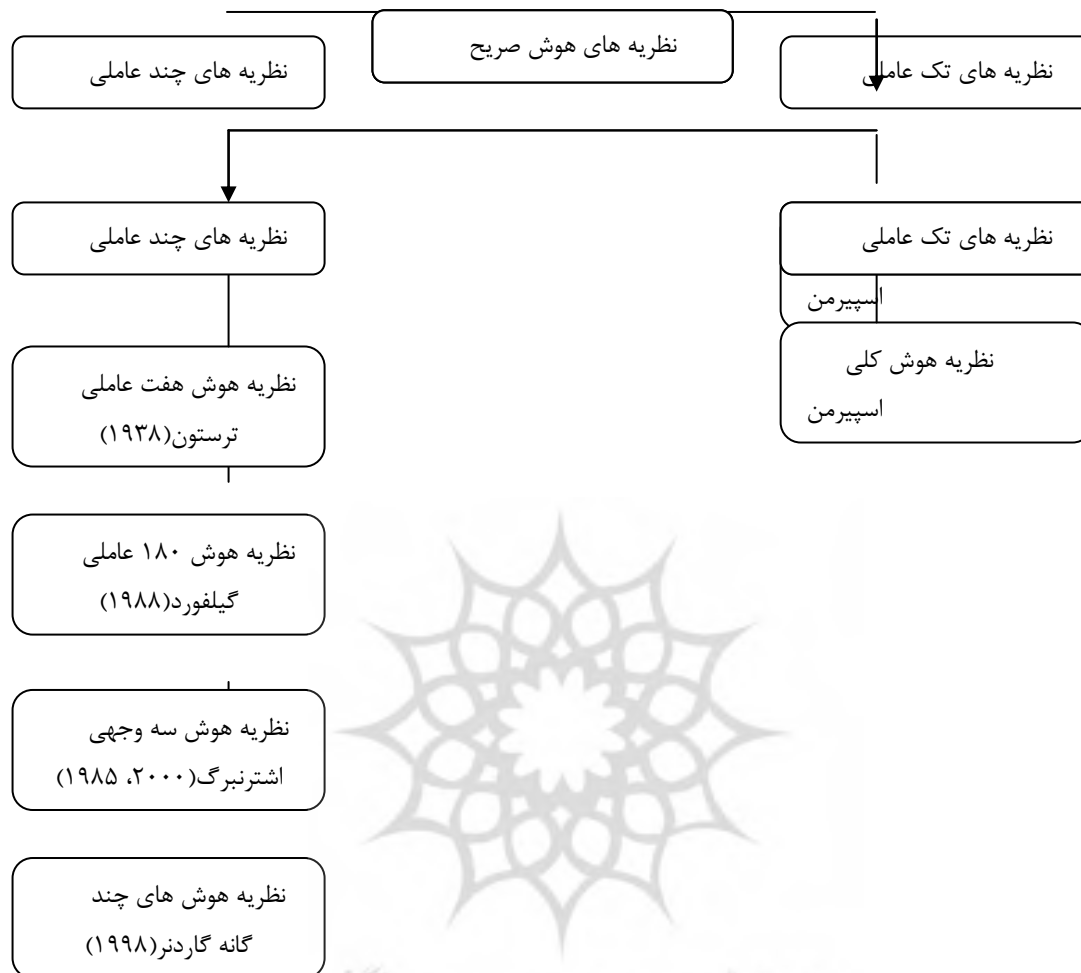 نظریه های هوش صریح
نظریه های تک عاملی
نظریه های چند عاملی
نظریه های تک عاملی
اسپیرمن
نظریه هوش کلی
اسپیرمن
نظریه های چند عاملی
نظریه هوش هفت عاملی
ترستون(۱۹۳۸)
نظریه هوش ۱۸۰ عاملی
گیلفورد(۱۹۸۸)
نظریه هوش سه وجهی
اشترنبرگ(۲۰۰۰، ۱۹۸۵)
نظریه هوش های چند
گانه گاردنر(۱۹۹۸)